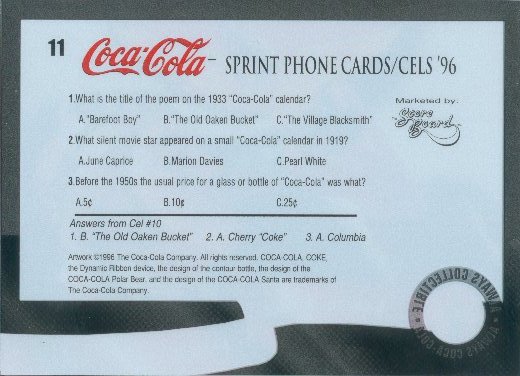 11
Coca-Cola SPRINT PHONE CARDS/CELS '96
1.What is the title of the poem on the 1933 "Coca-Cola" calendar?
A."Barefoot Boy" B."The Old Oaken Bucket" C."The Village Blacksmith"
Marketed by:
Score Board
2.What silent movie star appeared on a small "Coca-Cola" calendar in 1919?
A.June Caprice B.Marion Davies C.Pearl White
3.Before the 1950s the usual price for a glass or bottle of "Coca-Cola" was what?
A.5¢ B.10¢ C.25¢
Answers from Cel #10
1. B. "The Old Oaken Bucket" 2. A. Cherry "Coke" 3. A. Columbia
Artwork ©1996 The Coca-Cola Company. All rights reserved. COCA-COLA, COKE,
the Dynamic Ribbon device, the design of the contour bottle, the design of the
COCA-COLA Polar Bear, and the design of the COCA-COLA Santa are trademarks of
The Coca-Cola Company.
ALWAYS COLLECTIBLE • ALWAYS COCA-COLA •